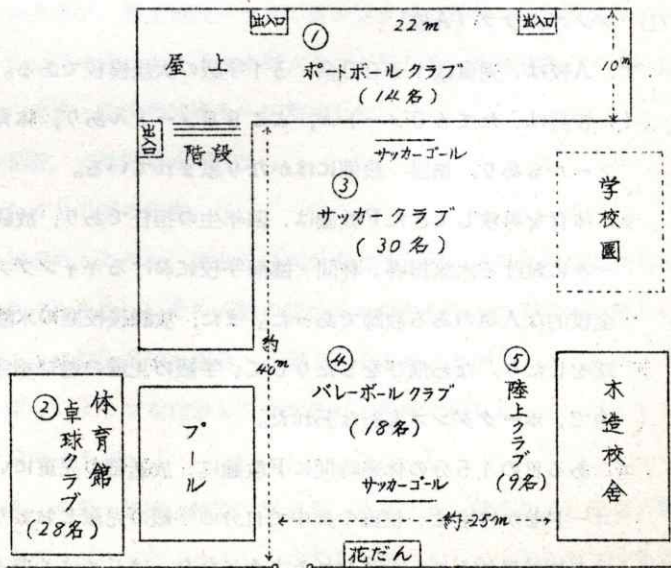 出入口
22m
出入口
①
屋上
ポートボールクラブ
(14名)
10m
出入口
階段
サッカーゴール
③
サッカークラブ
(30名)
学校園
約40m
④
バレーボールクラブ
(18名)
⑤
陸上クラブ
(9名)
木造校舎
②
体育館
卓球クラブ
(28名)
プール
サッカーゴール
約25m
花だん